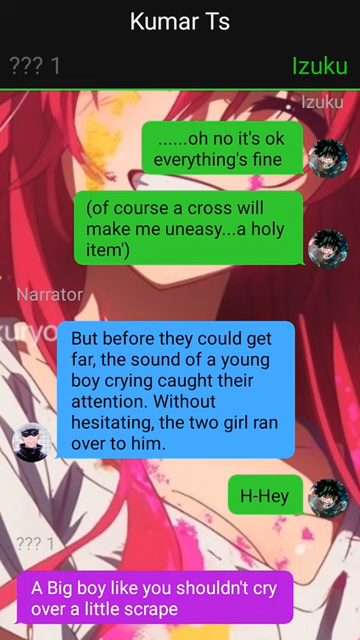 Kumar Ts
??? 1
Izuku
Izuku
......oh no it's ok
everything's fine
(of course a cross will
make me uneasy...a holy
item')
Narrator
But before they could get
far, the sound of a young
boy crying caught their
attention. Without
hesitating, the two girl ran
over to him.
H-Hey
??? 1
A Big boy like you shouldn't cry
over a little scrape